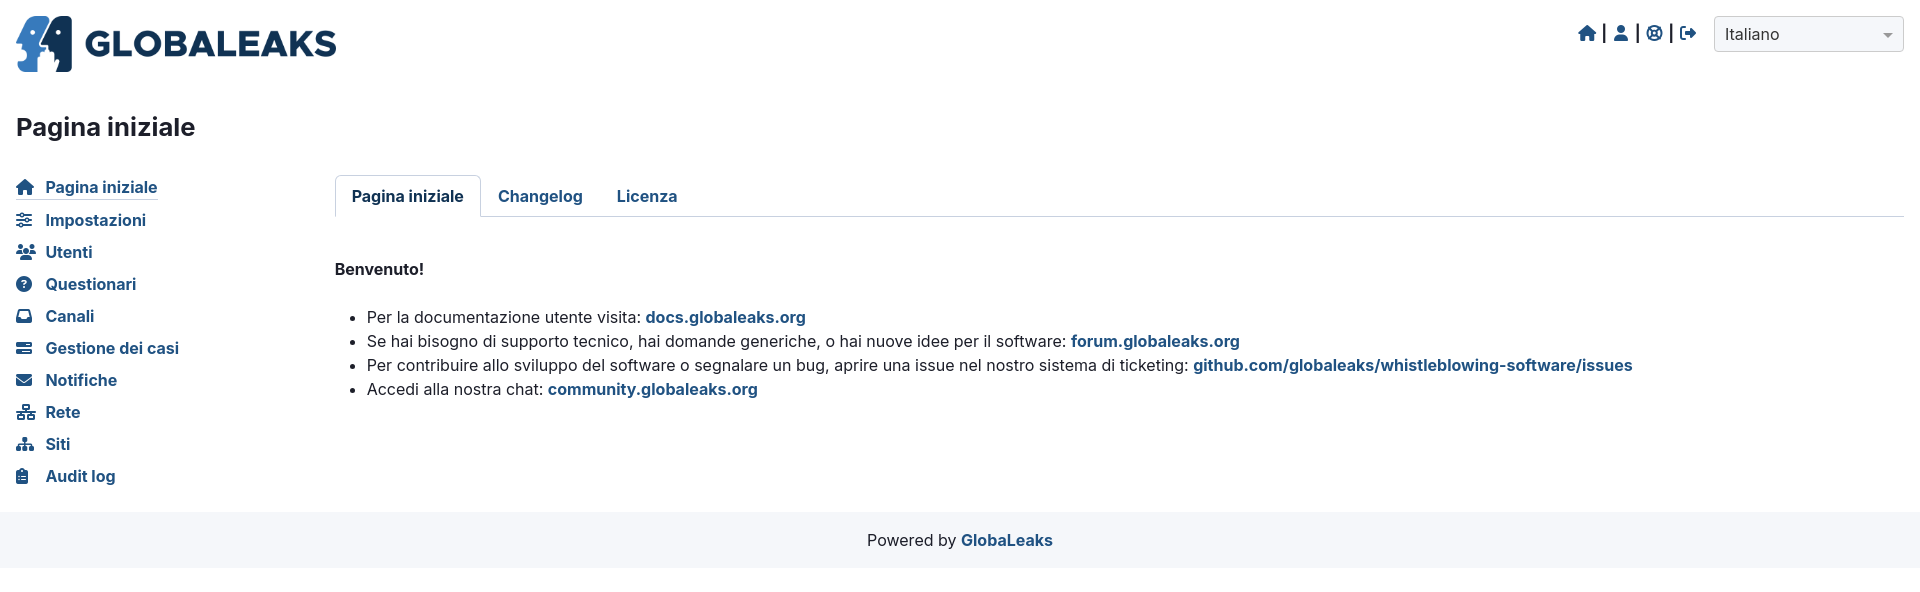 GLOBALEAKS
| | |
Italiano
Pagina iniziale
Pagina iniziale
Impostazioni
Utenti
Questionari
Canali
Gestione dei casi
Notifiche
Rete
Siti
Audit log
Pagina iniziale Changelog Licenza
Benvenuto!
• Per la documentazione utente visita: docs.globaleaks.org
• Se hai bisogno di supporto tecnico, hai domande generiche, o hai nuove idee per il software: forum.globaleaks.org
• Per contribuire allo sviluppo del software o segnalare un bug, aprire una issue nel nostro sistema di ticketing: github.com/globaleaks/whistleblowing-software/issues
• Accedi alla nostra chat: community.globaleaks.org
Powered by GlobaLeaks